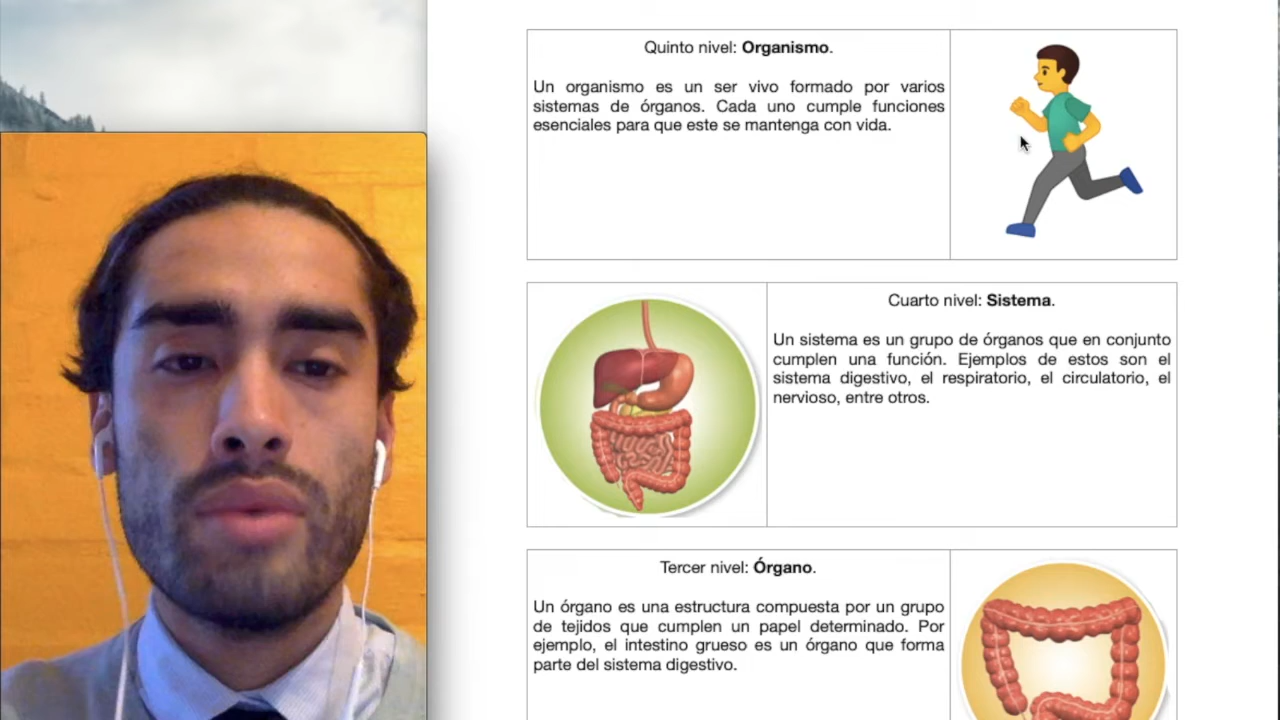 Quinto nivel: Organismo.
Un organismo es un ser vivo formado por varios
sistemas de órganos. Cada uno cumple funciones
esenciales para que este se mantenga con vida.
Cuarto nivel: Sistema.
Un sistema es un grupo de órganos que en conjunto
cumplen una función. Ejemplos de estos son el
sistema digestivo, el respiratorio, el circulatorio, el
nervioso, entre otros.
Tercer nivel: Órgano.
Un órgano es una estructura compuesta por un grupo
de tejidos que cumplen un papel determinado. Por
ejemplo, el intestino grueso es un órgano que forma
parte del sistema digestivo.